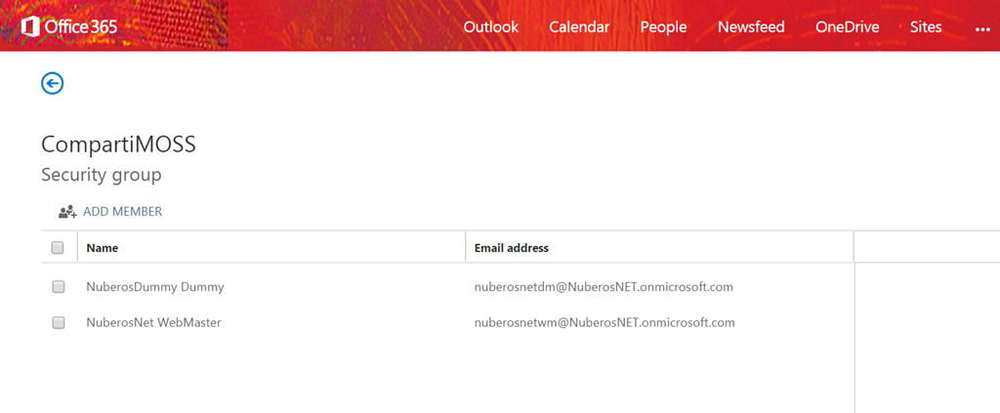 Office 365 Outlook Calendar People Newsfeed OneDrive Sites ...
CompartiMOSS
Security group
ADD MEMBER
Name Email address
NuberosDummy Dummy nuberosnetdm@NuberosNET.onmicrosoft.com
NuberosNet WebMaster nuberosnetwm@NuberosNET.onmicrosoft.com